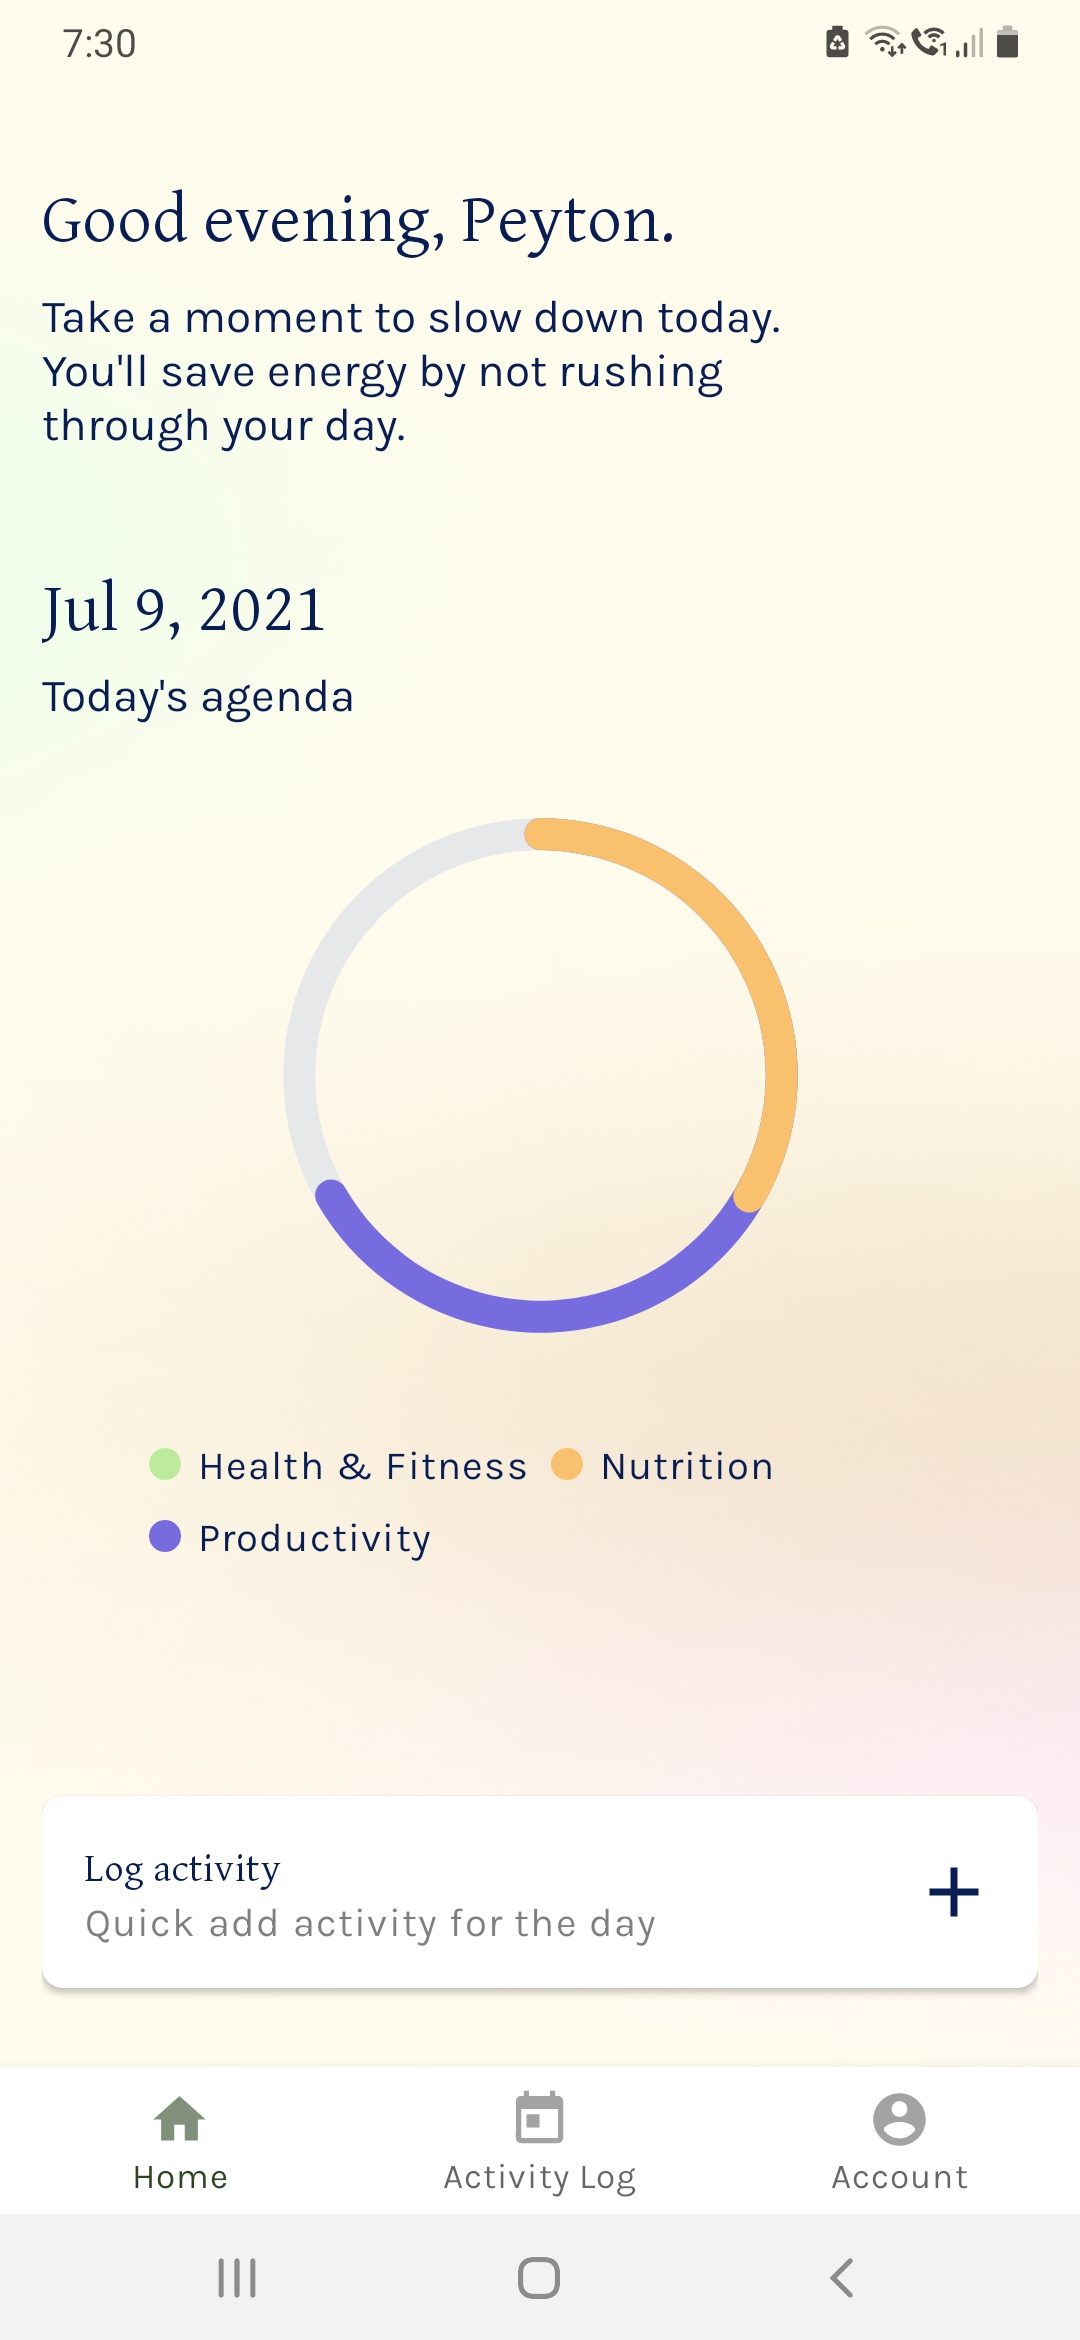 7:30
Good evening, Peyton.
Take a moment to slow down today.
You'll save energy by not rushing
through your day.
Jul 9, 2021
Today's agenda
Health & Fitness
Nutrition
Productivity
Log activity
Quick add activity for the day
Home
Activity Log
Account